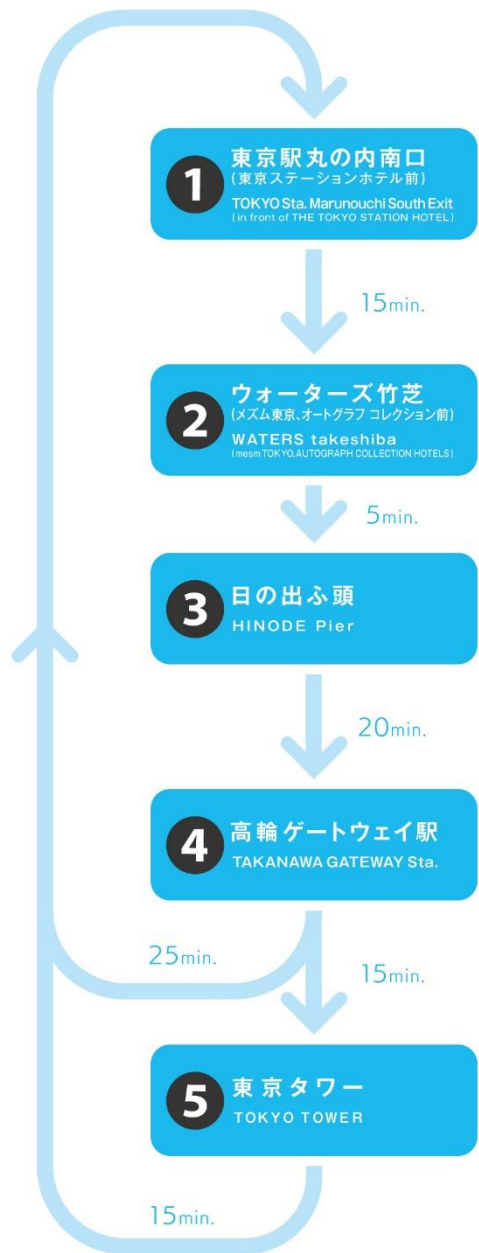 1
東京駅丸の内南口
(東京ステーションホテル前)
TOKYO Sta. Marunouchi South Exit
(in front of THE TOKYO STATION HOTEL)
15min.
2
ウォーターズ竹芝
(メズム東京、オートグラフ コレクション前)
WATERS takeshiba
(mesm TOKYO, AUTOGRAPH COLLECTION HOTELS)
5min.
3
日の出ふ頭
HINODE Pier
20min.
4
高輪ゲートウェイ駅
TAKANAWA GATEWAY Sta.
25min.
15min.
5
東京タワー
TOKYO TOWER
15min.